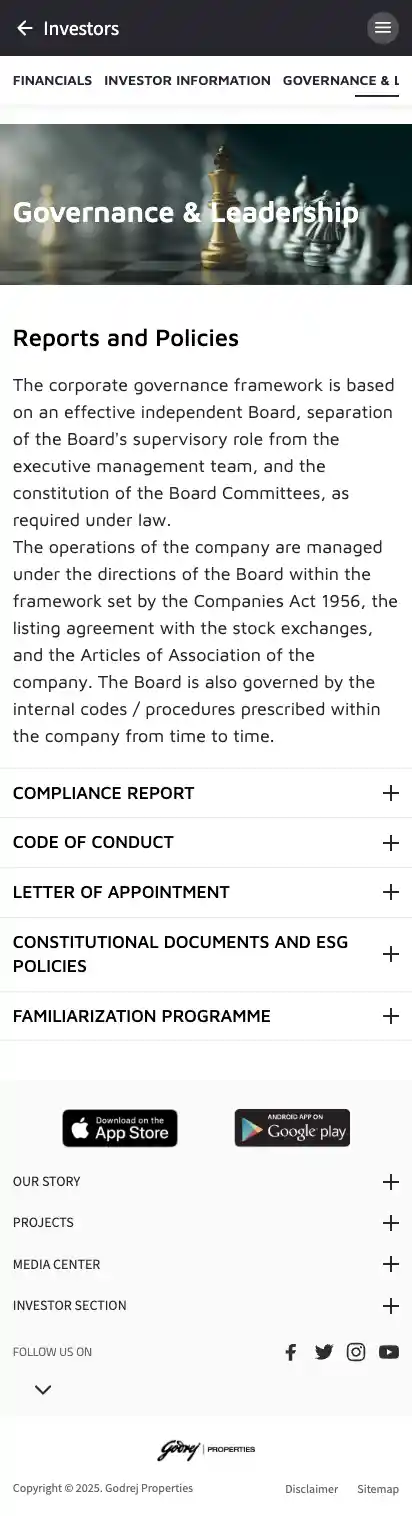 Investors
FINANCIALS INVESTOR INFORMATION GOVERNANCE & L
Governance & Leadership
Reports and Policies
The corporate governance framework is based
on an effective independent Board, separation
of the Board's supervisory role from the
executive management team, and the
constitution of the Board Committees, as
required under law.
The operations of the company are managed
under the directions of the Board within the
framework set by the Companies Act 1956, the
listing agreement with the stock exchanges,
and the Articles of Association of the
company. The Board is also governed by the
internal codes / procedures prescribed within
the company from time to time.
COMPLIANCE REPORT
CODE OF CONDUCT
LETTER OF APPOINTMENT
CONSTITUTIONAL DOCUMENTS AND ESG
POLICIES
FAMILIARIZATION PROGRAMME
Download on the
App Store
ANDROID APP ON
Google play
OUR STORY
PROJECTS
MEDIA CENTER
INVESTOR SECTION
FOLLOW US ON
Godrej | PROPERTIES
Copyright © 2025. Godrej Properties Disclaimer Sitemap